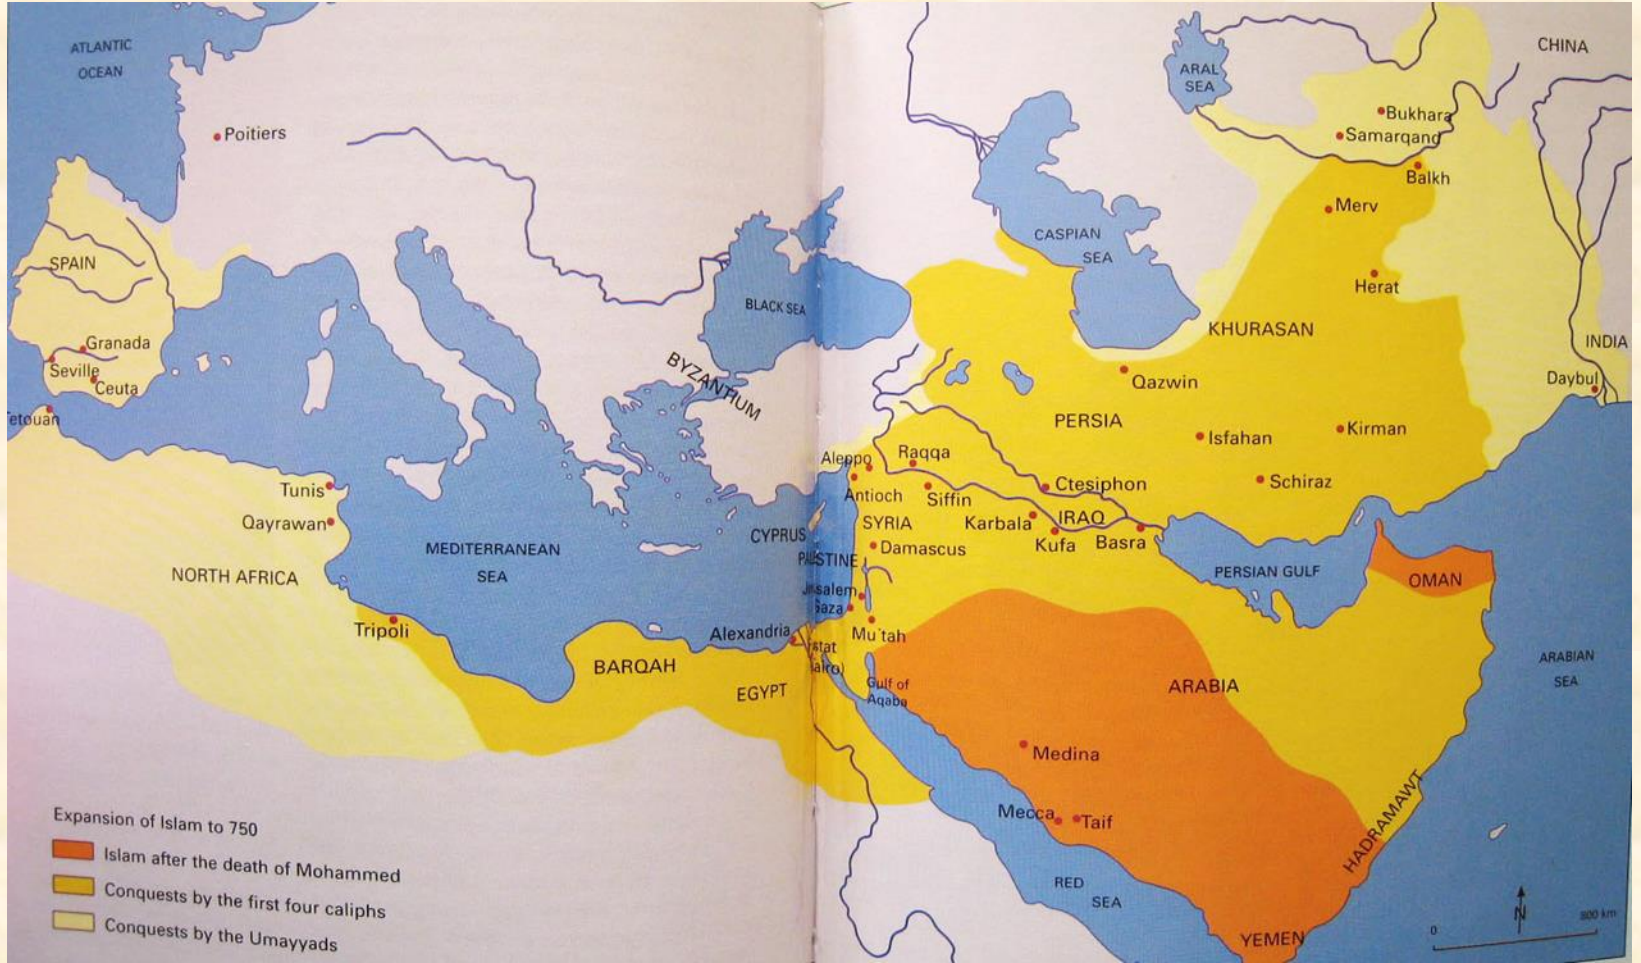 ATLANTIC
OCEAN
Poitiers
SPAIN
Granada
Seville
Ceuta
Tunis
Qayrawan
NORTH AFRICA
Tripoli
MEDITERRANEAN
SEA
BARQAH
EGYPT
Alexandria
BYZANTIUM
BLACK SEA
CYPRUS
ARAL
SEA
CHINA
Bukhara
Samarqand
Balkh
Merv
Herat
CASPIAN
SEA
KHURASAN
INDIA
Daybul
Qazwin
PERSIA
Isfahan
Kirman
Schiraz
Aleppo
Raqqa
Antioch
Siffin
Ctesiphon
SYRIA
Karbala
IRAQ
Kufa
Basra
Damascus
PERSIAN GULF
OMAN
Mu'tah
Gulf of
Aqaba
ARABIA
ARABIAN
SEA
Medina
Mecca
Taif
HADRAMAWT
RED
SEA
YEMEN
N
0
800 km
Expansion of Islam to 750
Islam after the death of Mohammed
Conquests by the first four caliphs
Conquests by the Umayyads